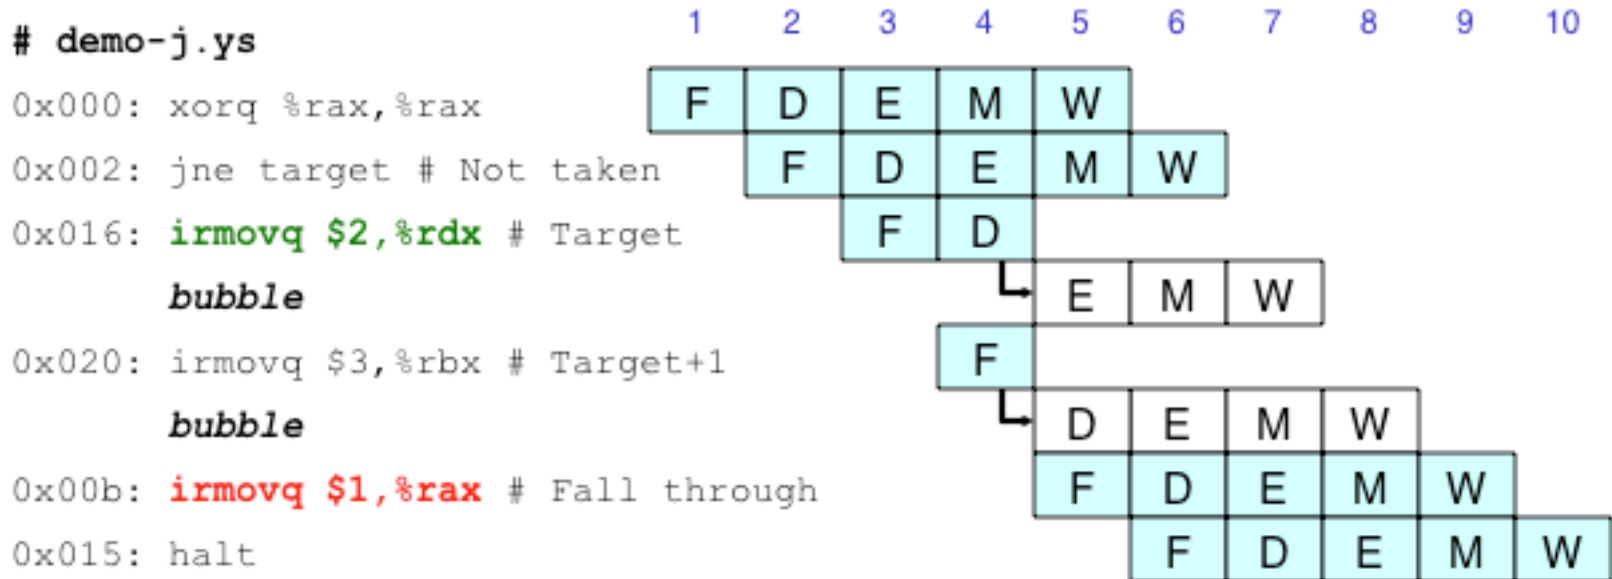 1 2 3 4 5 6 7 8 9 10
# demo-j.ys
0x000: xorq %rax,%rax F D E M W
0x002: jne target # Not taken F D E M W
0x016: irmovq $2,%rdx # Target F D
bubble E M W
0x020: irmovq $3,%rbx # Target+1 F
bubble D E M W
0x00b: irmovq $1,%rax # Fall through F D E M W
0x015: halt F D E M W